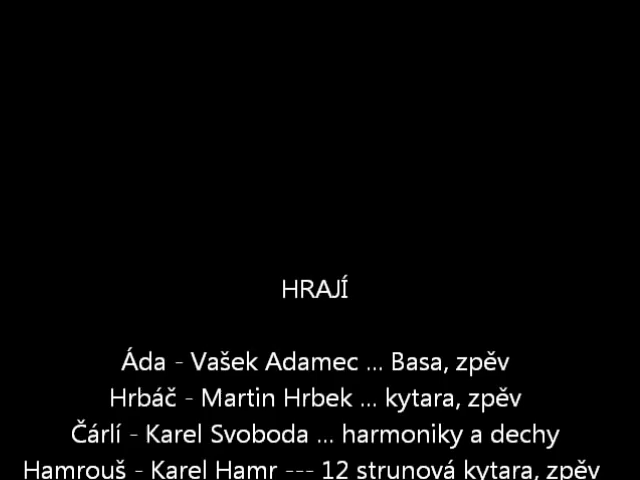 HRAJÍ
Áda - Vašek Adamec ... Basa, zpěv
Hrbáč - Martin Hrbek ... kytara, zpěv
Čárlí - Karel Svoboda ... harmoniky a dechy
Hamrouš - Karel Hamr --- 12 strunová kytara, zpěv